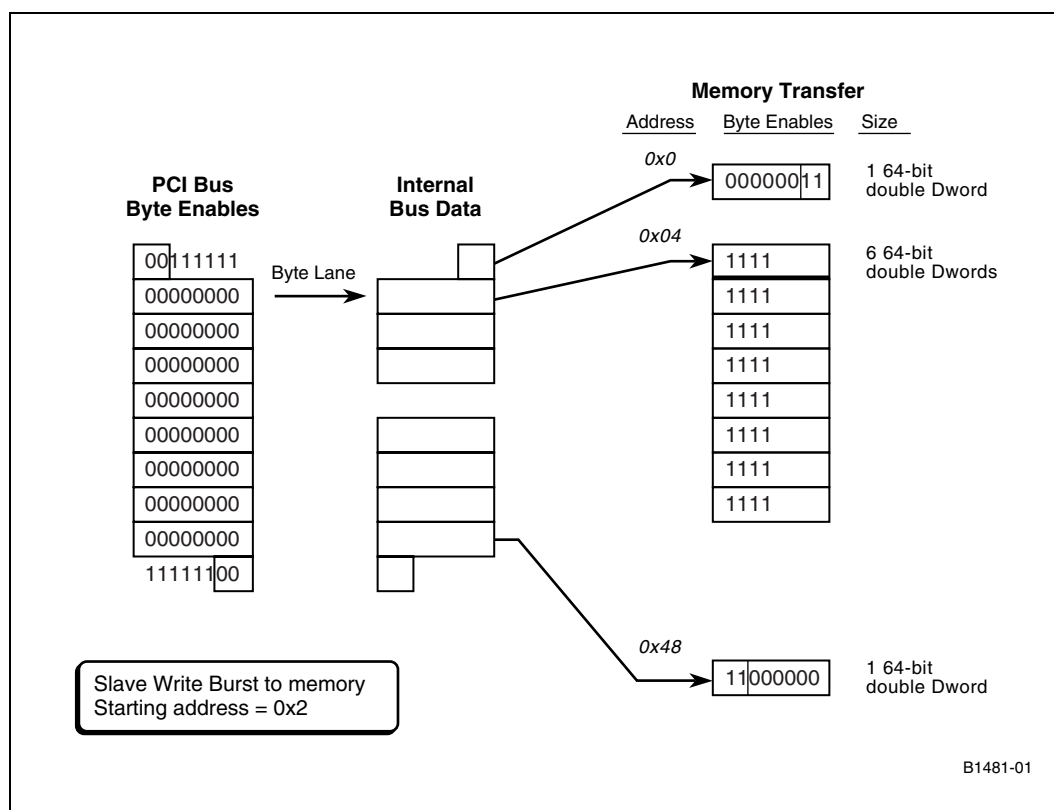 Memory Transfer
Address Byte Enables Size
PCI Bus
Byte Enables
Internal
Bus Data
0x0
00000011
1 64-bit
double Dword
00111111
Byte Lane
0x04
1111
6 64-bit
double Dwords
00000000
1111
00000000
1111
00000000
1111
00000000
1111
00000000
1111
00000000
1111
00000000
1111
00000000
11111100
0x48
11000000
1 64-bit
double Dword
Slave Write Burst to memory
Starting address = 0x2
B1481-01